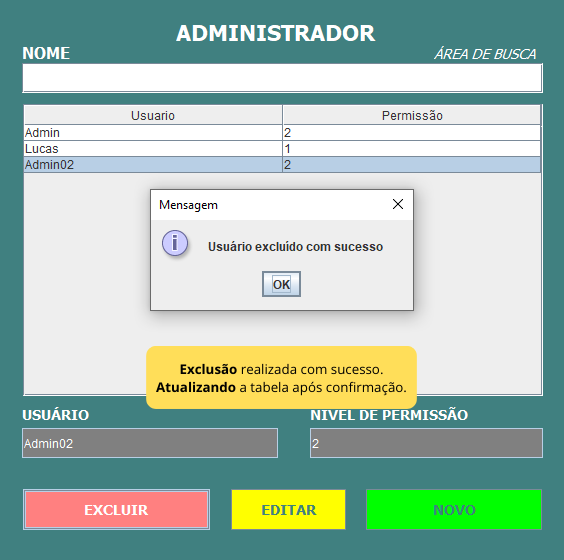 ADMINISTRADOR
NOME
ÁREA DE BUSCA
Usuario Permissão
Admin 2
Lucas 1
Admin02 2
Mensagem
i
Usuário excluido com sucesso
OK
Exclusão realizada com sucesso.
Atualizando a tabela após confirmação.
USUÁRIO NIVEL DE PERMISSÃO
Admin02 2
EXCLUIR EDITAR NOVO